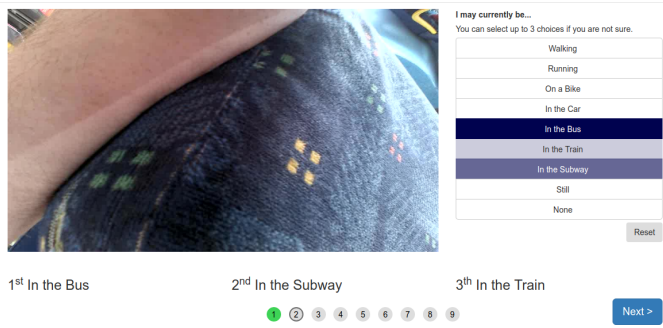 I may currently be...
You can select up to 3 choices if you are not sure.
Walking
Running
On a Bike
In the Car
In the Bus
In the Train
In the Subway
Still
None
Reset
1st In the Bus
2nd In the Subway
3th In the Train
1 2 3 4 5 6 7 8 9
Next >